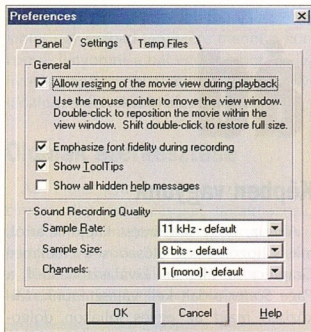 Preferences
Panel Settings Temp Files
General
Allow resizing of the movie view during playback
Use the mouse pointer to move the view window.
Double-click to reposition the movie within the
view window. Shift double-click to restore full size.
Emphasize font fidelity during recording
Show ToolTips
Show all hidden help messages
Sound Recording Quality
Sample Rate: 11 kHz - default
Sample Size: 8 bits - default
Channels: 1 (mono) - default
OK Cancel Help